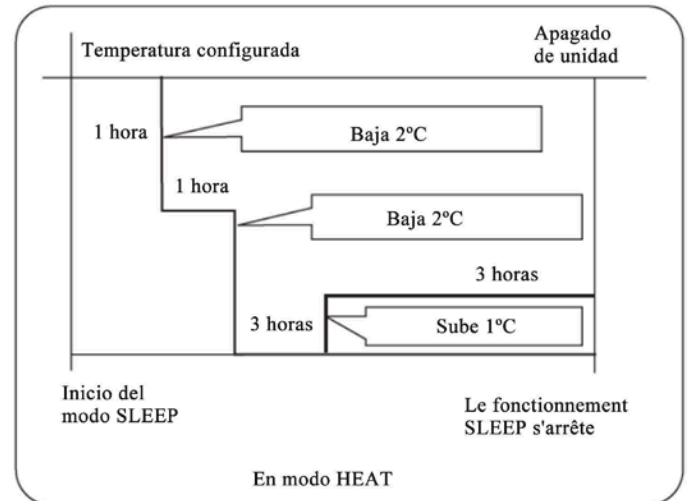 Temperatura configurada
Apagado
de unidad
1 hora
Baja 2ºC
1 hora
Baja 2ºC
3 horas
3 horas
Sube 1ºC
Inicio del
modo SLEEP
Le fonctionnement
SLEEP s'arrête
En modo HEAT